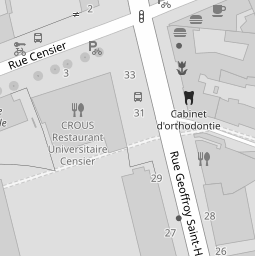 2
Rue Censier
3
33
31
Cabinet
d'orthodontie
CROUS
Restaurant
Universitaire
Censier
Rue Geoffroy Saint-H
29
28
27
26